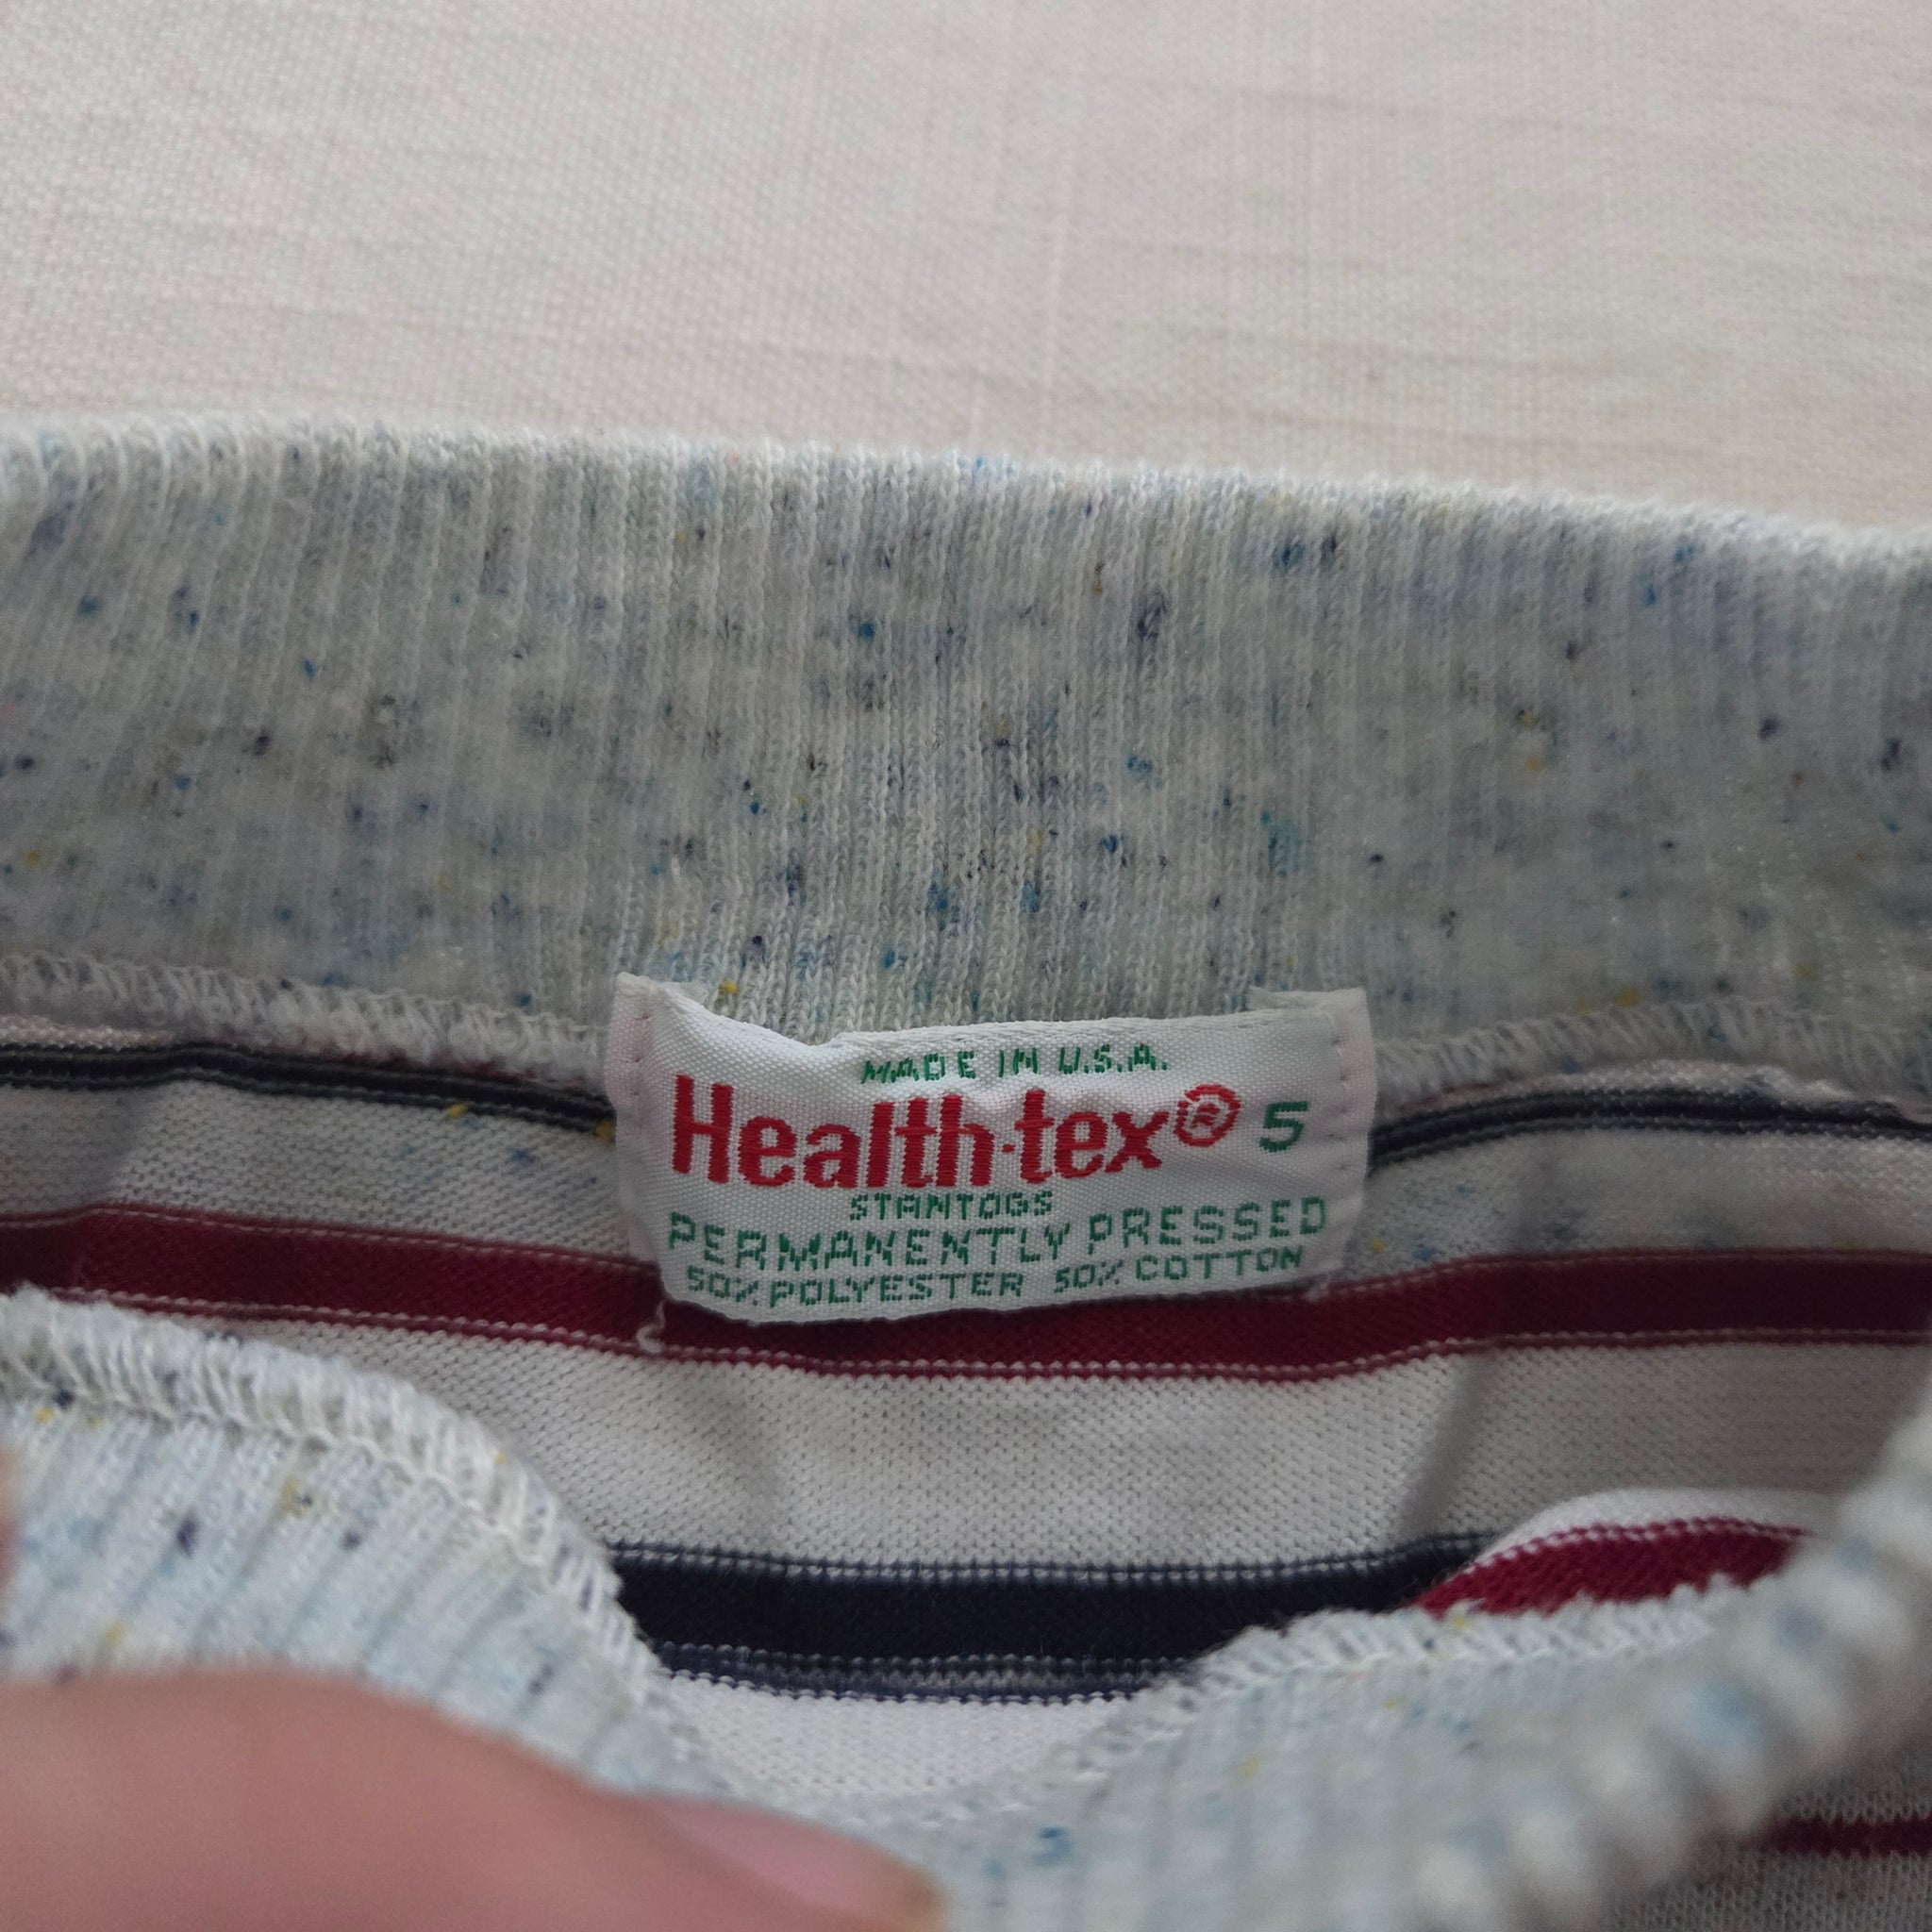 MADE IN U.S.A.
Health-tex® 5
STANTOGS
PERMANENTLY PRESSED
50% POLYESTER 50% COTTON